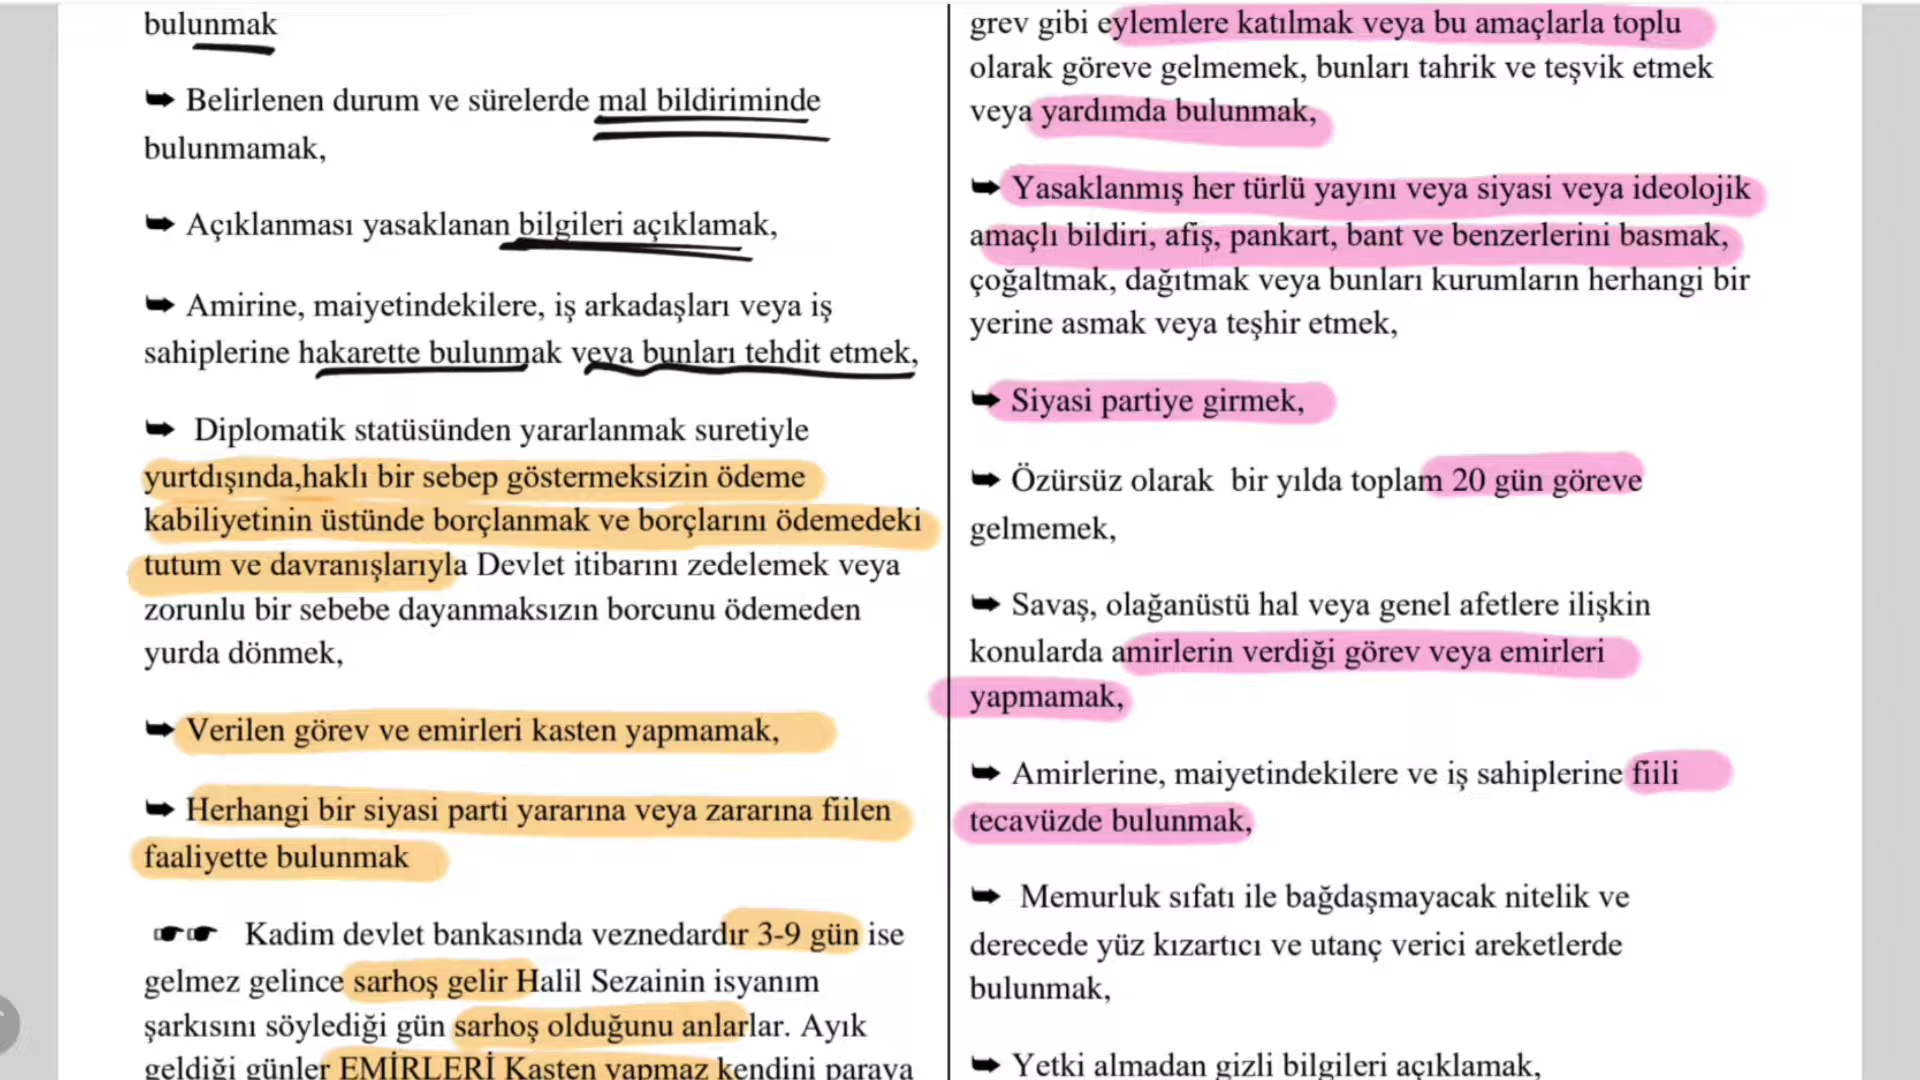 bulunmak
➥ Belirlenen durum ve sürelerde mal bildiriminde
bulunmamak,
➥ Açıklanması yasaklanan bilgileri açıklamak,
➥ Amirine, maiyetindekilere, iş arkadaşları veya iş
sahiplerine hakarette bulunmak veya bunları tehdit etmek,
➥ Diplomatik statüsünden yararlanmak suretiyle
yurtdışında,haklı bir sebep göstermeksizin ödeme
kabiliyetinin üstünde borçlanmak ve borçlarını ödemedeki
tutum ve davranışlarıyla Devlet itibarını zedelemek veya
zorunlu bir sebebe dayanmaksızın borcunu ödemeden
yurda dönmek,
➥ Verilen görev ve emirleri kasten yapmamak,
➥ Herhangi bir siyasi parti yararına veya zararına fiilen
faaliyette bulunmak
☛☛ Kadim devlet bankasında veznedardır 3-9 gün ise
gelmez gelince sarhoş gelir Halil Sezainin isyanım
şarkısını söylediği gün sarhoş olduğunu anlarlar. Ayık
geldiği günler EMİRLERİ Kasten yapmaz kendini paraya
grev gibi eylemlere katılmak veya bu amaçlarla toplu
olarak göreve gelmemek, bunları tahrik ve teşvik etmek
veya yardımda bulunmak,
➥ Yasaklanmış her türlü yayını veya siyasi veya ideolojik
amaçlı bildiri, afiş, pankart, bant ve benzerlerini basmak,
çoğaltmak, dağıtmak veya bunları kurumların herhangi bir
yerine asmak veya teşhir etmek,
➥ Siyasi partiye girmek,
➥ Özürsüz olarak bir yılda toplam 20 gün göreve
gelmemek,
➥ Savaş, olağanüstü hal veya genel afetlere ilişkin
konularda amirlerin verdiği görev veya emirleri
yapmamak,
➥ Amirlerine, maiyetindekilere ve iş sahiplerine fiili
tecavüzde bulunmak,
➥ Memurluk sıfatı ile bağdaşmayacak nitelik ve
derecede yüz kızartıcı ve utanç verici areketlerde
bulunmak,
➥ Yetki almadan gizli bilgileri açıklamak,